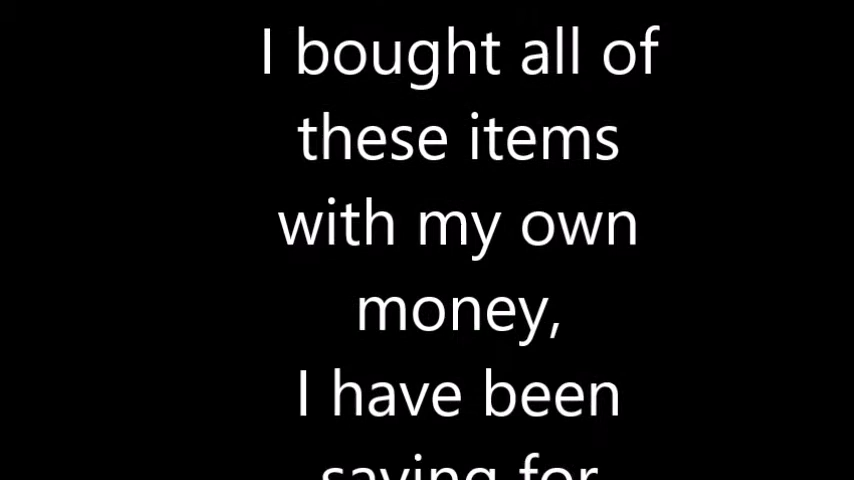 I bought all of
these items
with my own
money,
I have been
saving for